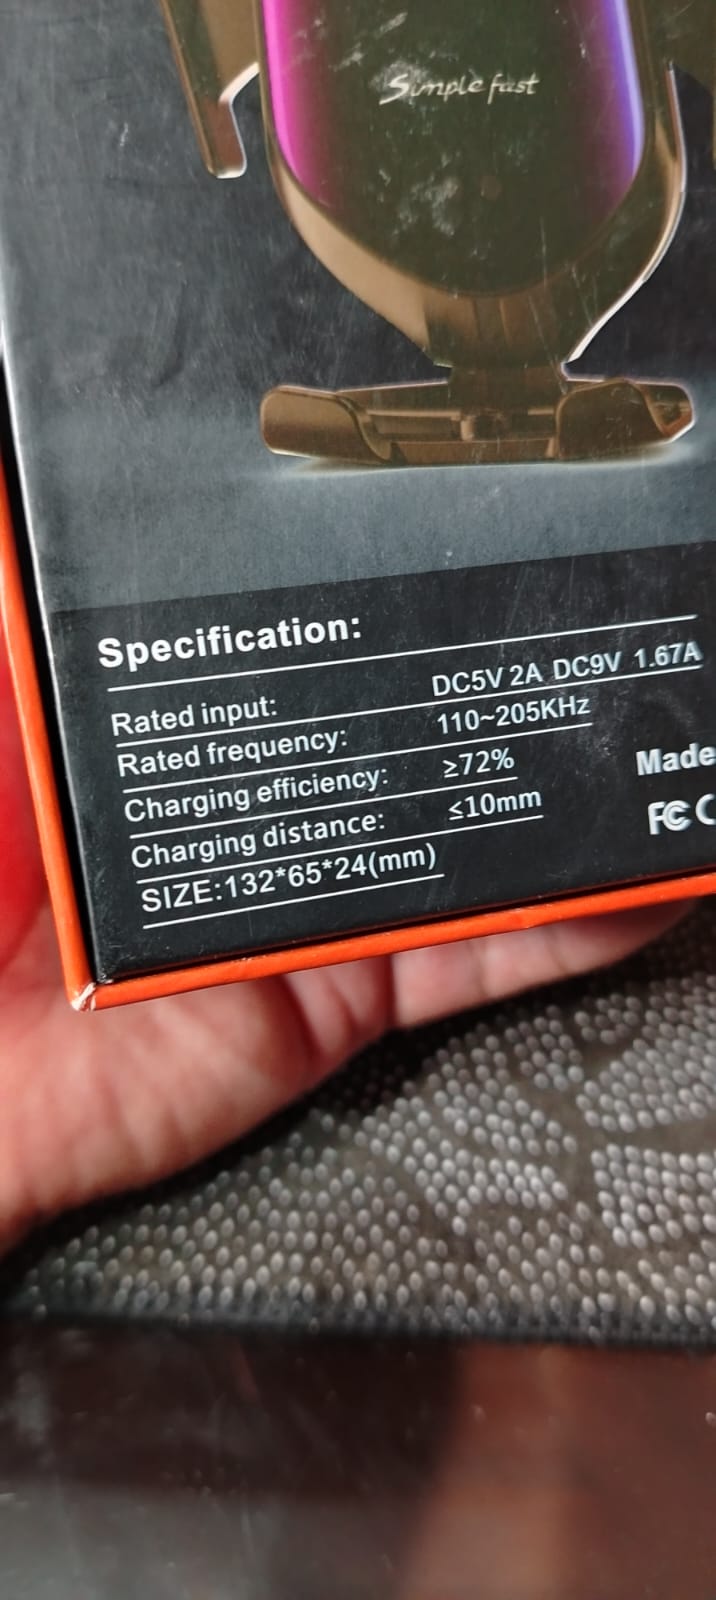 Simple fast
Specification:
Rated input: DC5V 2A DC9V 1.67A
Rated frequency: 110~205KHz
Charging efficiency: ≥72%
Charging distance: ≤10mm
SIZE:132*65*24(mm)
Made
FC